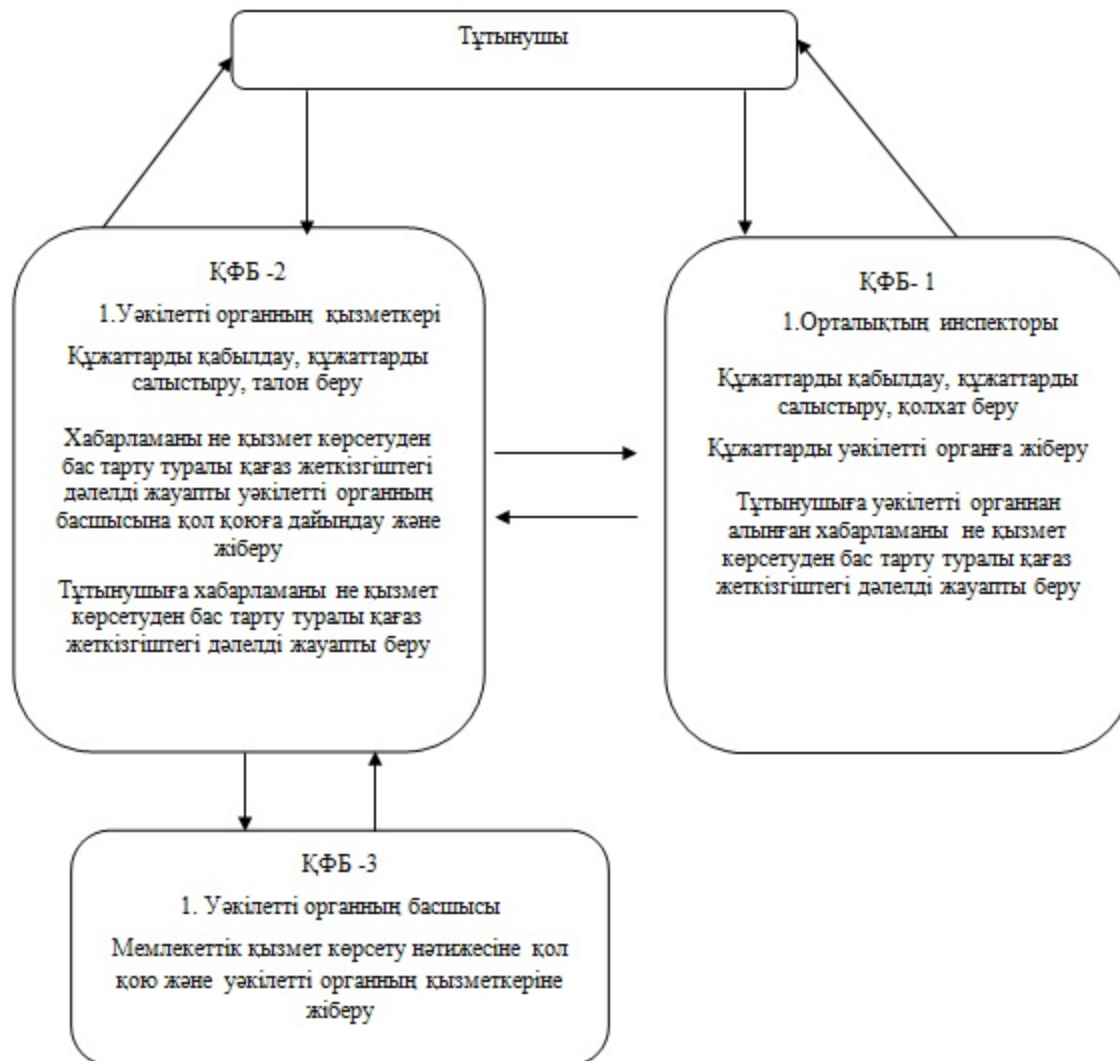 Тұтынушы
ҚФБ -2
1.Уәкілетті органның қызметкері
Құжаттарды қабылдау, құжаттарды
салыстыру, талон беру
Хабарламаны не қызмет көрсетуден
бас тарту туралы қағаз жеткізгіштегі
дәлелді жауапты уәкілетті органның
басшысына қол қоюға дайындау және
жіберу
Тұтынушыға хабарламаны не қызмет
көрсетуден бас тарту туралы қағаз
жеткізгіштегі дәлелді жауапты беру
ҚФБ- 1
1.Орталықтың инспекторы
Құжаттарды қабылдау, құжаттарды
салыстыру, қолхат беру
Құжаттарды уәкілетті органға жіберу
Тұтынушыға уәкілетті органнан
алынған хабарламаны не қызмет
көрсетуден бас тарту туралы қағаз
жеткізгіштегі дәлелді жауапты беру
ҚФБ -3
1. Уәкілетті органның басшысы
Мемлекеттік қызмет көрсету нәтижесіне қол
қою және уәкілетті органның қызметкеріне
жіберу